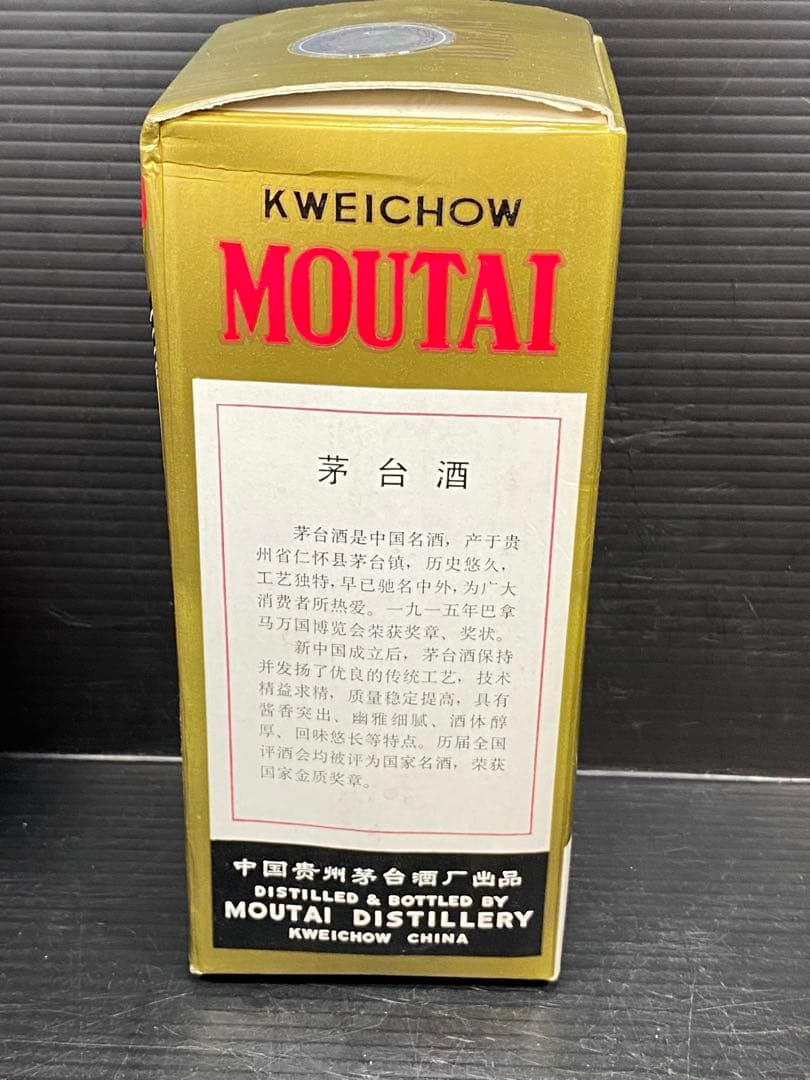 KWEICHOW
MOUTAI
茅台酒
茅台酒是中国名酒，产于贵
州省仁怀县茅台镇，历史悠久，
工艺独特，早已驰名中外，为广大
消费者所热爱。一九一五年巴拿
马万国博览会荣获奖章、奖状。
新中国成立后，茅台酒保持
并发扬了优良的传统工艺，技术
精益求精，质量稳定提高，具有
酱香突出、幽雅细腻、酒体醇
厚、回味悠长等特点。历届全国
评酒会均被评为国家名酒，荣获
国家金质奖章。
中国贵州茅台酒厂出品
DISTILLED & BOTTLED BY
MOUTAI DISTILLERY
KWEICHOW CHINA